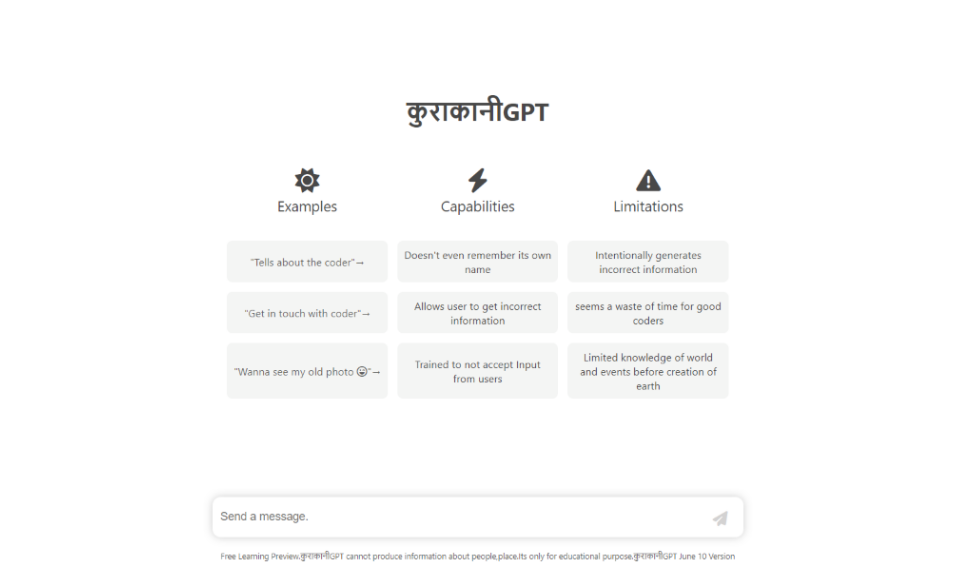 कुराकानीGPT
Examples
Capabilities
Limitations
"Tells about the coder"→
Doesn't even remember its own
name
Intentionally generates
incorrect information
"Get in touch with coder"→
Allows user to get incorrect
information
seems a waste of time for good
coders
"Wanna see my old photo 😀"→
Trained to not accept Input
from users
Limited knowledge of world
and events before creation of
earth
Send a message.
Free Learning Preview.कुराकानीGPT cannot produce information about people,place.Its only for educational purpose.कुराकानीGPT June 10 Version